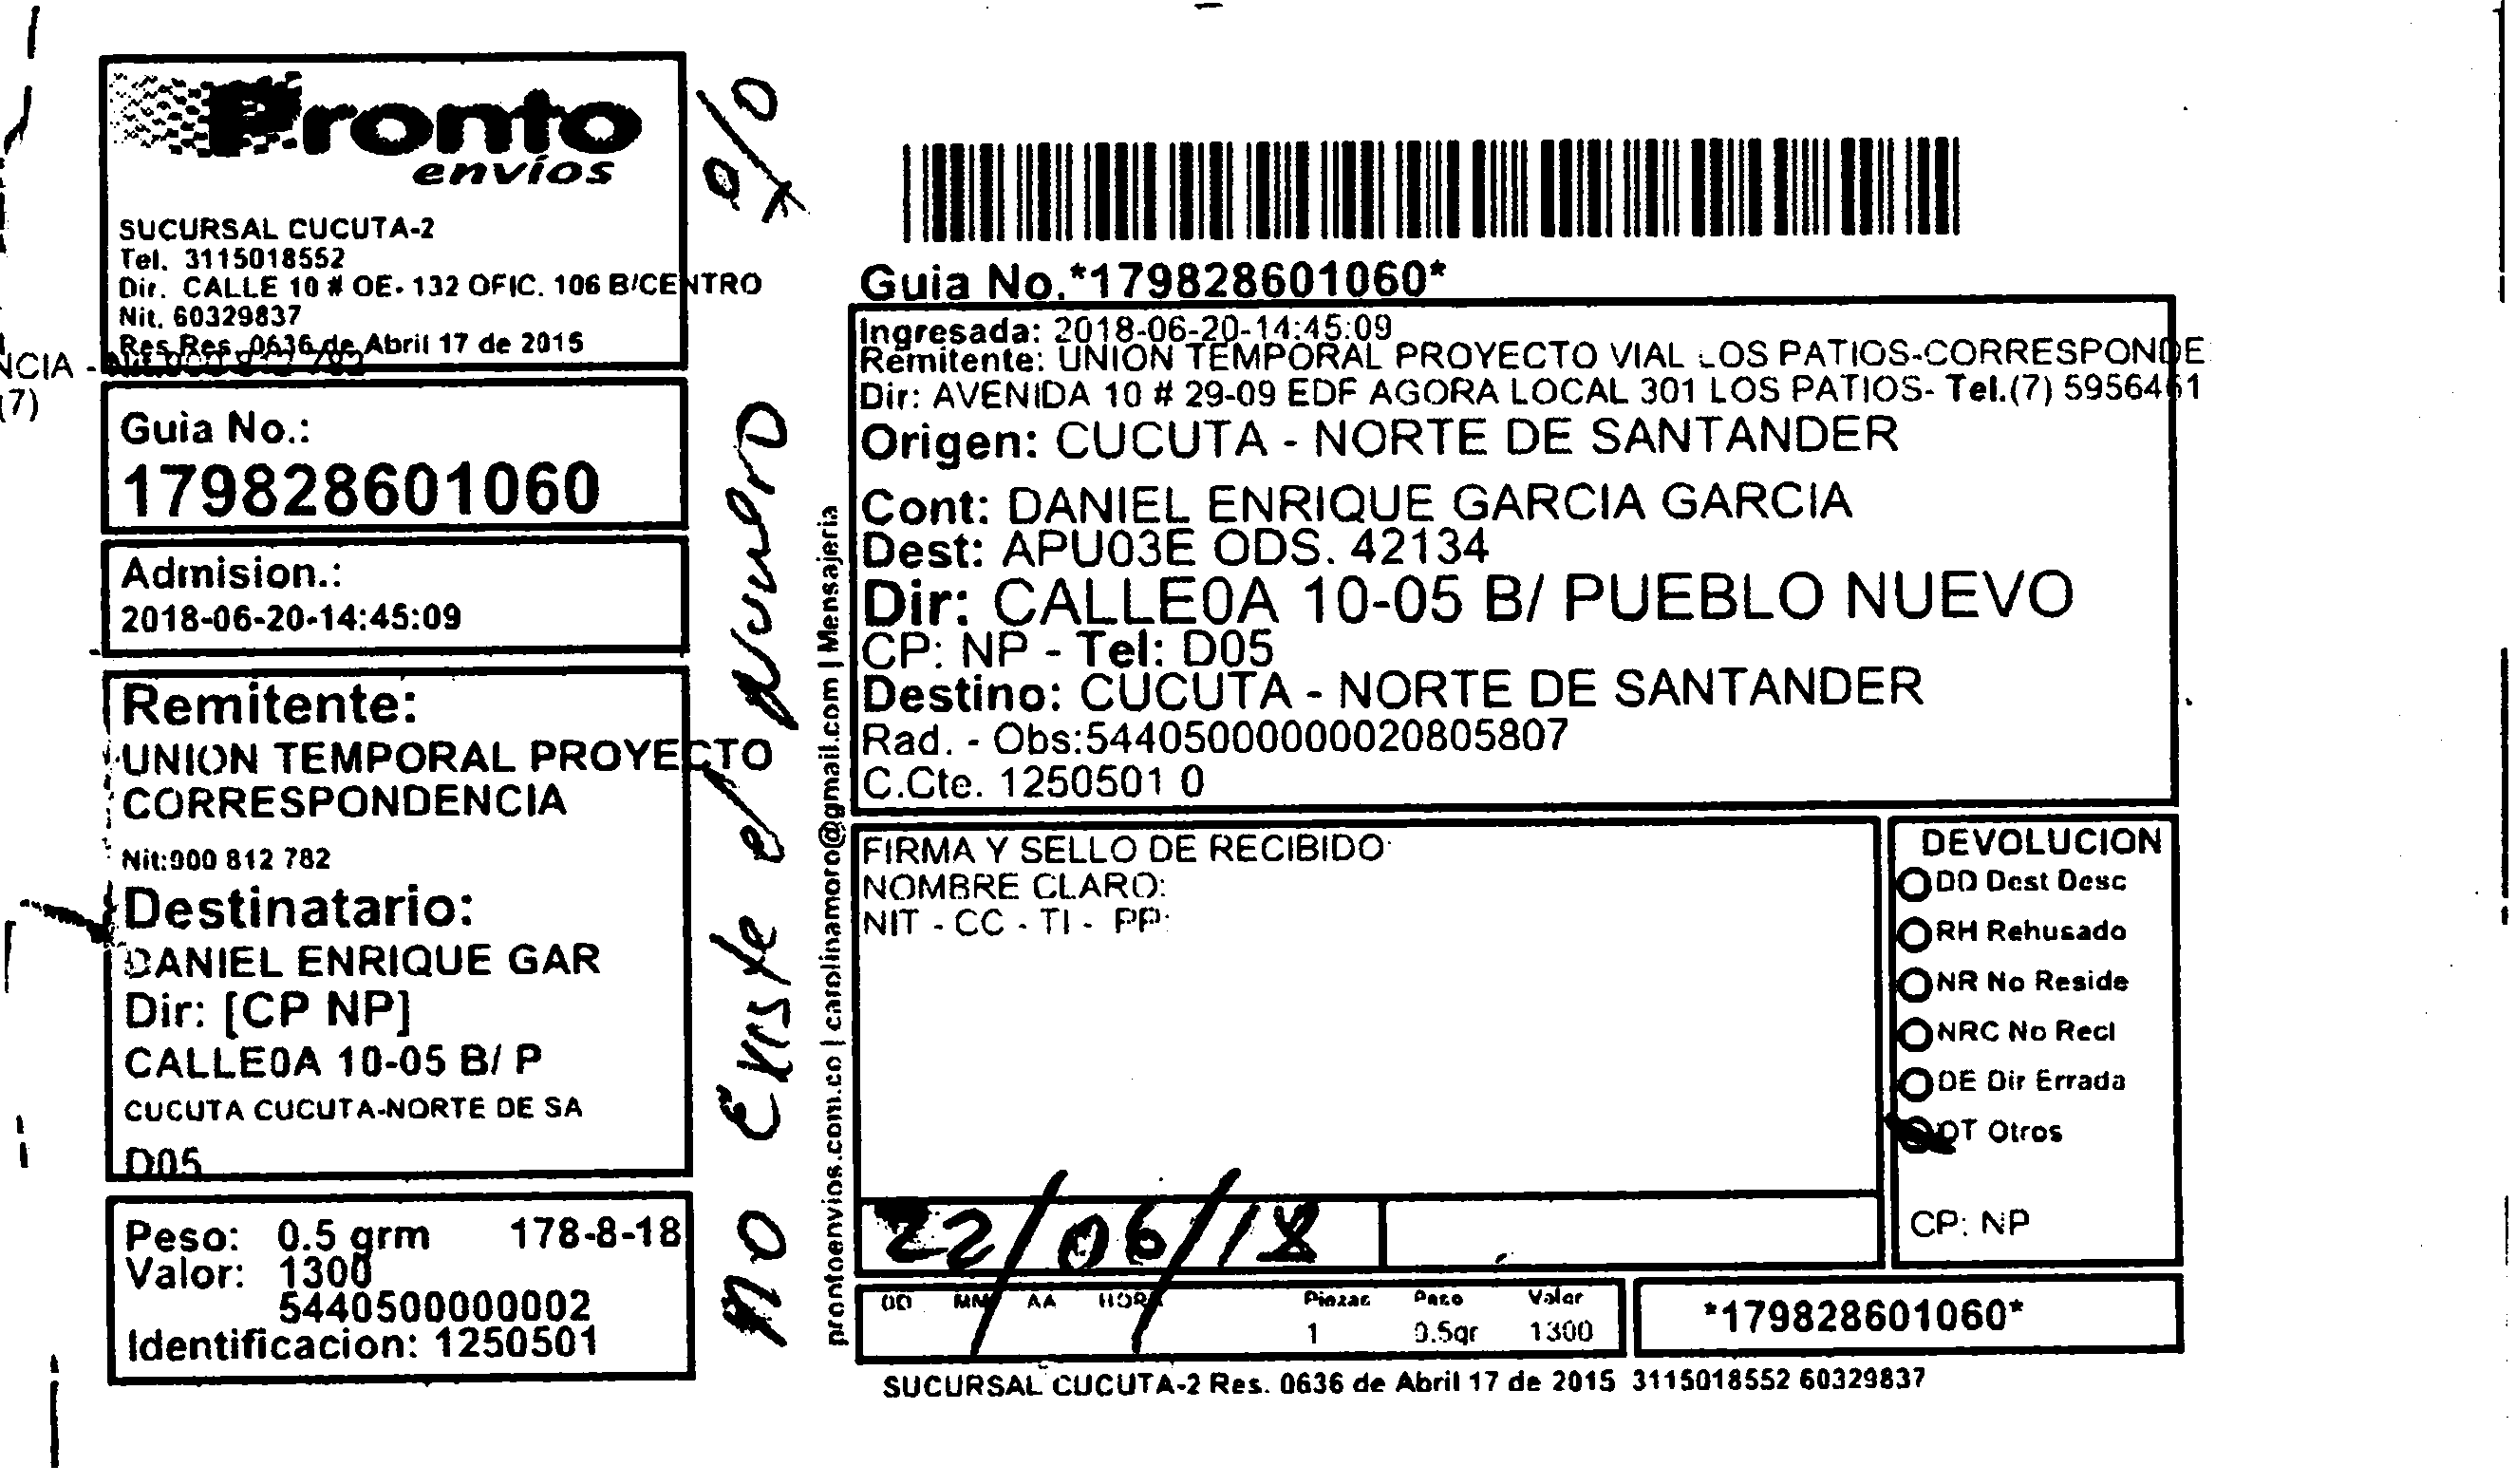 Pronto
envíos
SUCURSAL CUCUTA-2
Tel. 3115018552
Dir. CALLE 10 # OE- 132 OFIC. 106 B/CENTRO
Nit. 60329837
Res Res. 0636 de Abril 17 de 2015
NCIA -
(7)
Guia No.:
179828601060
Admision.:
2018-06-20-14:45:09
Remitente:
UNION TEMPORAL PROYECTO
CORRESPONDENCIA
Nit:900 812 782
Destinatario:
DANIEL ENRIQUE GAR
Dir: [CP NP]
CALLE0A 10-05 B/ P
CUCUTA CUCUTA-NORTE DE SA
D05
Peso: 0.5 grm 178-8-18
Valor: 1300
5440500000002
Identificacion: 1250501
no Existe el numero
prontoenvios.com.co | carolinamoro@gmail.com | Mensajeria
Guia No.*179828601060*
Ingresada: 2018-06-20-14:45:09
Remitente: UNION TEMPORAL PROYECTO VIAL LOS PATIOS-CORRESPONDE
Dir: AVENIDA 10 # 29-09 EDF AGORA LOCAL 301 LOS PATIOS- Tel.(7) 5956461
Origen: CUCUTA - NORTE DE SANTANDER
Cont: DANIEL ENRIQUE GARCIA GARCIA
Dest: APU03E ODS. 42134
Dir: CALLE0A 10-05 B/ PUEBLO NUEVO
CP: NP - Tel: D05
Destino: CUCUTA - NORTE DE SANTANDER
Rad. - Obs:544050000000020805807
C.Cte. 1250501 0
FIRMA Y SELLO DE RECIBIDO
NOMBRE CLARO:
NIT - CC - TI - PP:
DEVOLUCION
DD Dest Desc
RH Rehusado
NR No Reside
NRC No Recl
DE Dir Errada
OT Otros
CP: NP
22/06/18
DD MM AA HORA Piezas Peso Valor
1 0.5gr 1300
*179828601060*
SUCURSAL CUCUTA-2 Res. 0636 de Abril 17 de 2015 3115018552 60329837